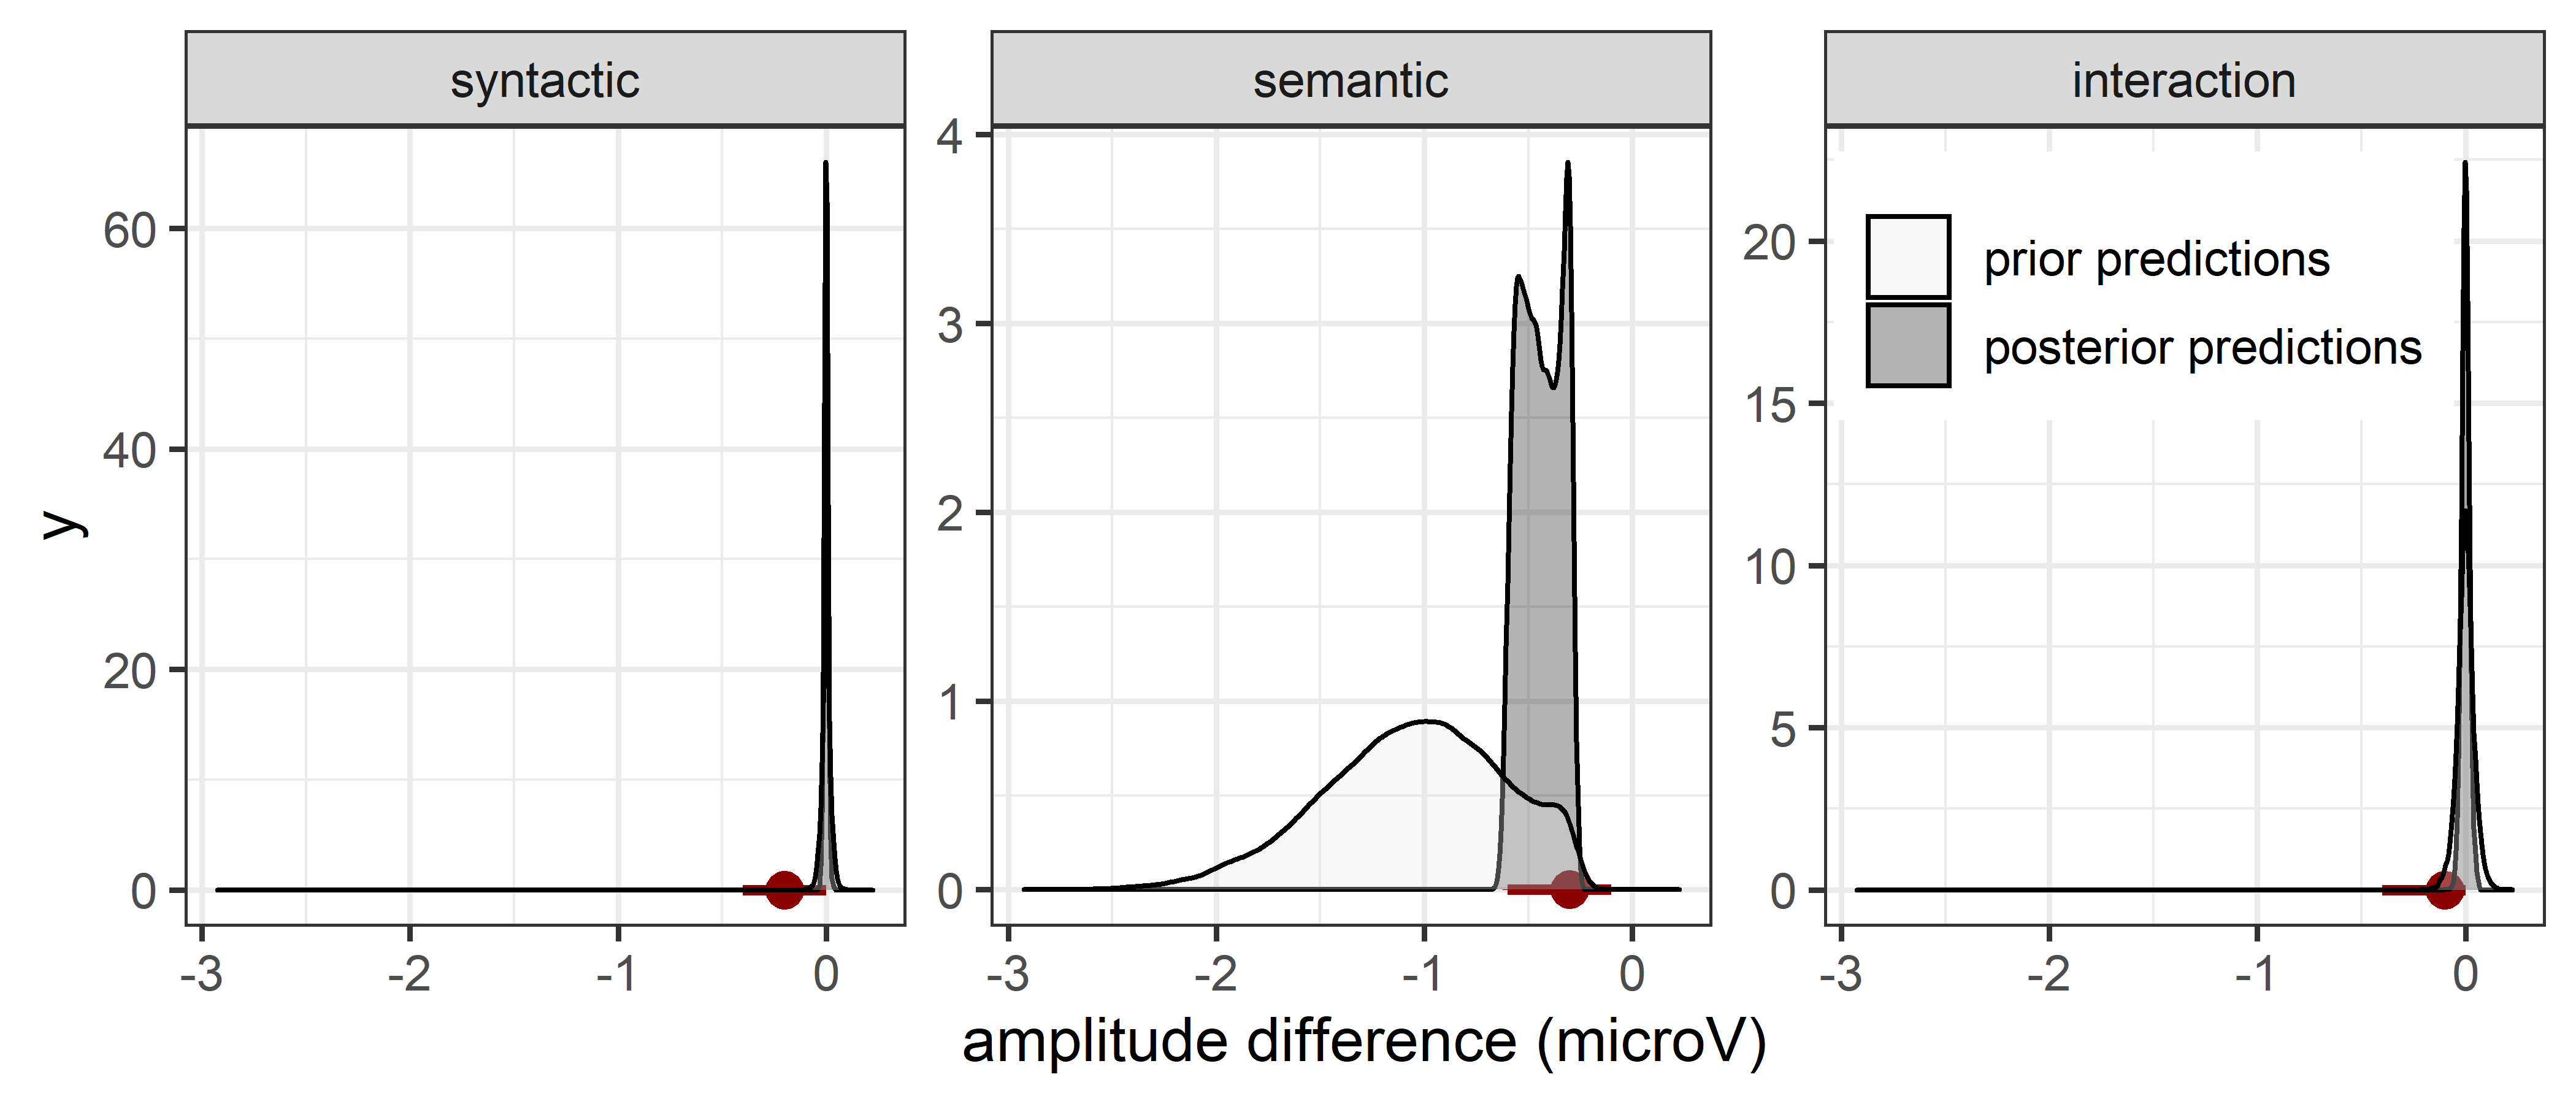 syntactic
semantic
interaction
y
60
40
20
0
4
3
2
1
0
20
15
10
5
0
prior predictions
posterior predictions
-3 -2 -1 0
-3 -2 -1 0
-3 -2 -1 0
amplitude difference (microV)